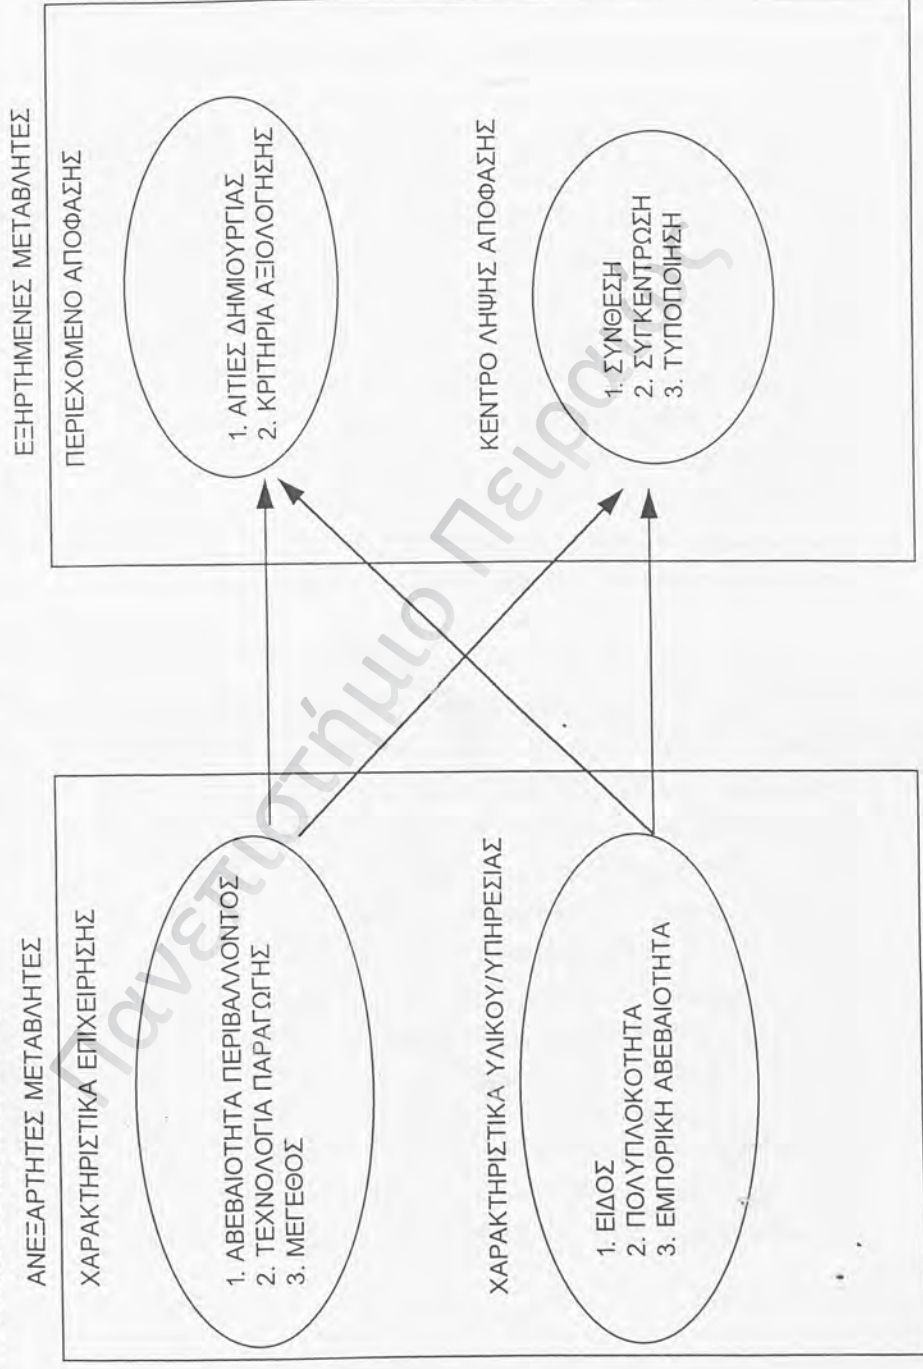 ΑΝΕΞΑΡΤΗΤΕΣ ΜΕΤΑΒΛΗΤΕΣ
ΧΑΡΑΚΤΗΡΙΣΤΙΚΑ ΕΠΙΧΕΙΡΗΣΗΣ
1. ΑΒΕΒΑΙΟΤΗΤΑ ΠΕΡΙΒΑΛΛΟΝΤΟΣ
2. ΤΕΧΝΟΛΟΓΙΑ ΠΑΡΑΓΩΓΗΣ
3. ΜΕΓΕΘΟΣ
ΧΑΡΑΚΤΗΡΙΣΤΙΚΑ ΥΛΙΚΟΥ/ΥΠΗΡΕΣΙΑΣ
1. ΕΙΔΟΣ
2. ΠΟΛΥΠΛΟΚΟΤΗΤΑ
3. ΕΜΠΟΡΙΚΗ ΑΒΕΒΑΙΟΤΗΤΑ
ΕΞΗΡΤΗΜΕΝΕΣ ΜΕΤΑΒΛΗΤΕΣ
ΠΕΡΙΕΧΟΜΕΝΟ ΑΠΟΦΑΣΗΣ
1. ΑΙΤΙΕΣ ΔΗΜΙΟΥΡΓΙΑΣ
2. ΚΡΙΤΗΡΙΑ ΑΞΙΟΛΟΓΗΣΗΣ
ΚΕΝΤΡΟ ΛΗΨΗΣ ΑΠΟΦΑΣΗΣ
1. ΣΥΝΘΕΣΗ
2. ΣΥΓΚΕΝΤΡΩΣΗ
3. ΤΥΠΟΠΟΙΗΣΗ
Πανεπιστήμιο Πειραιώς